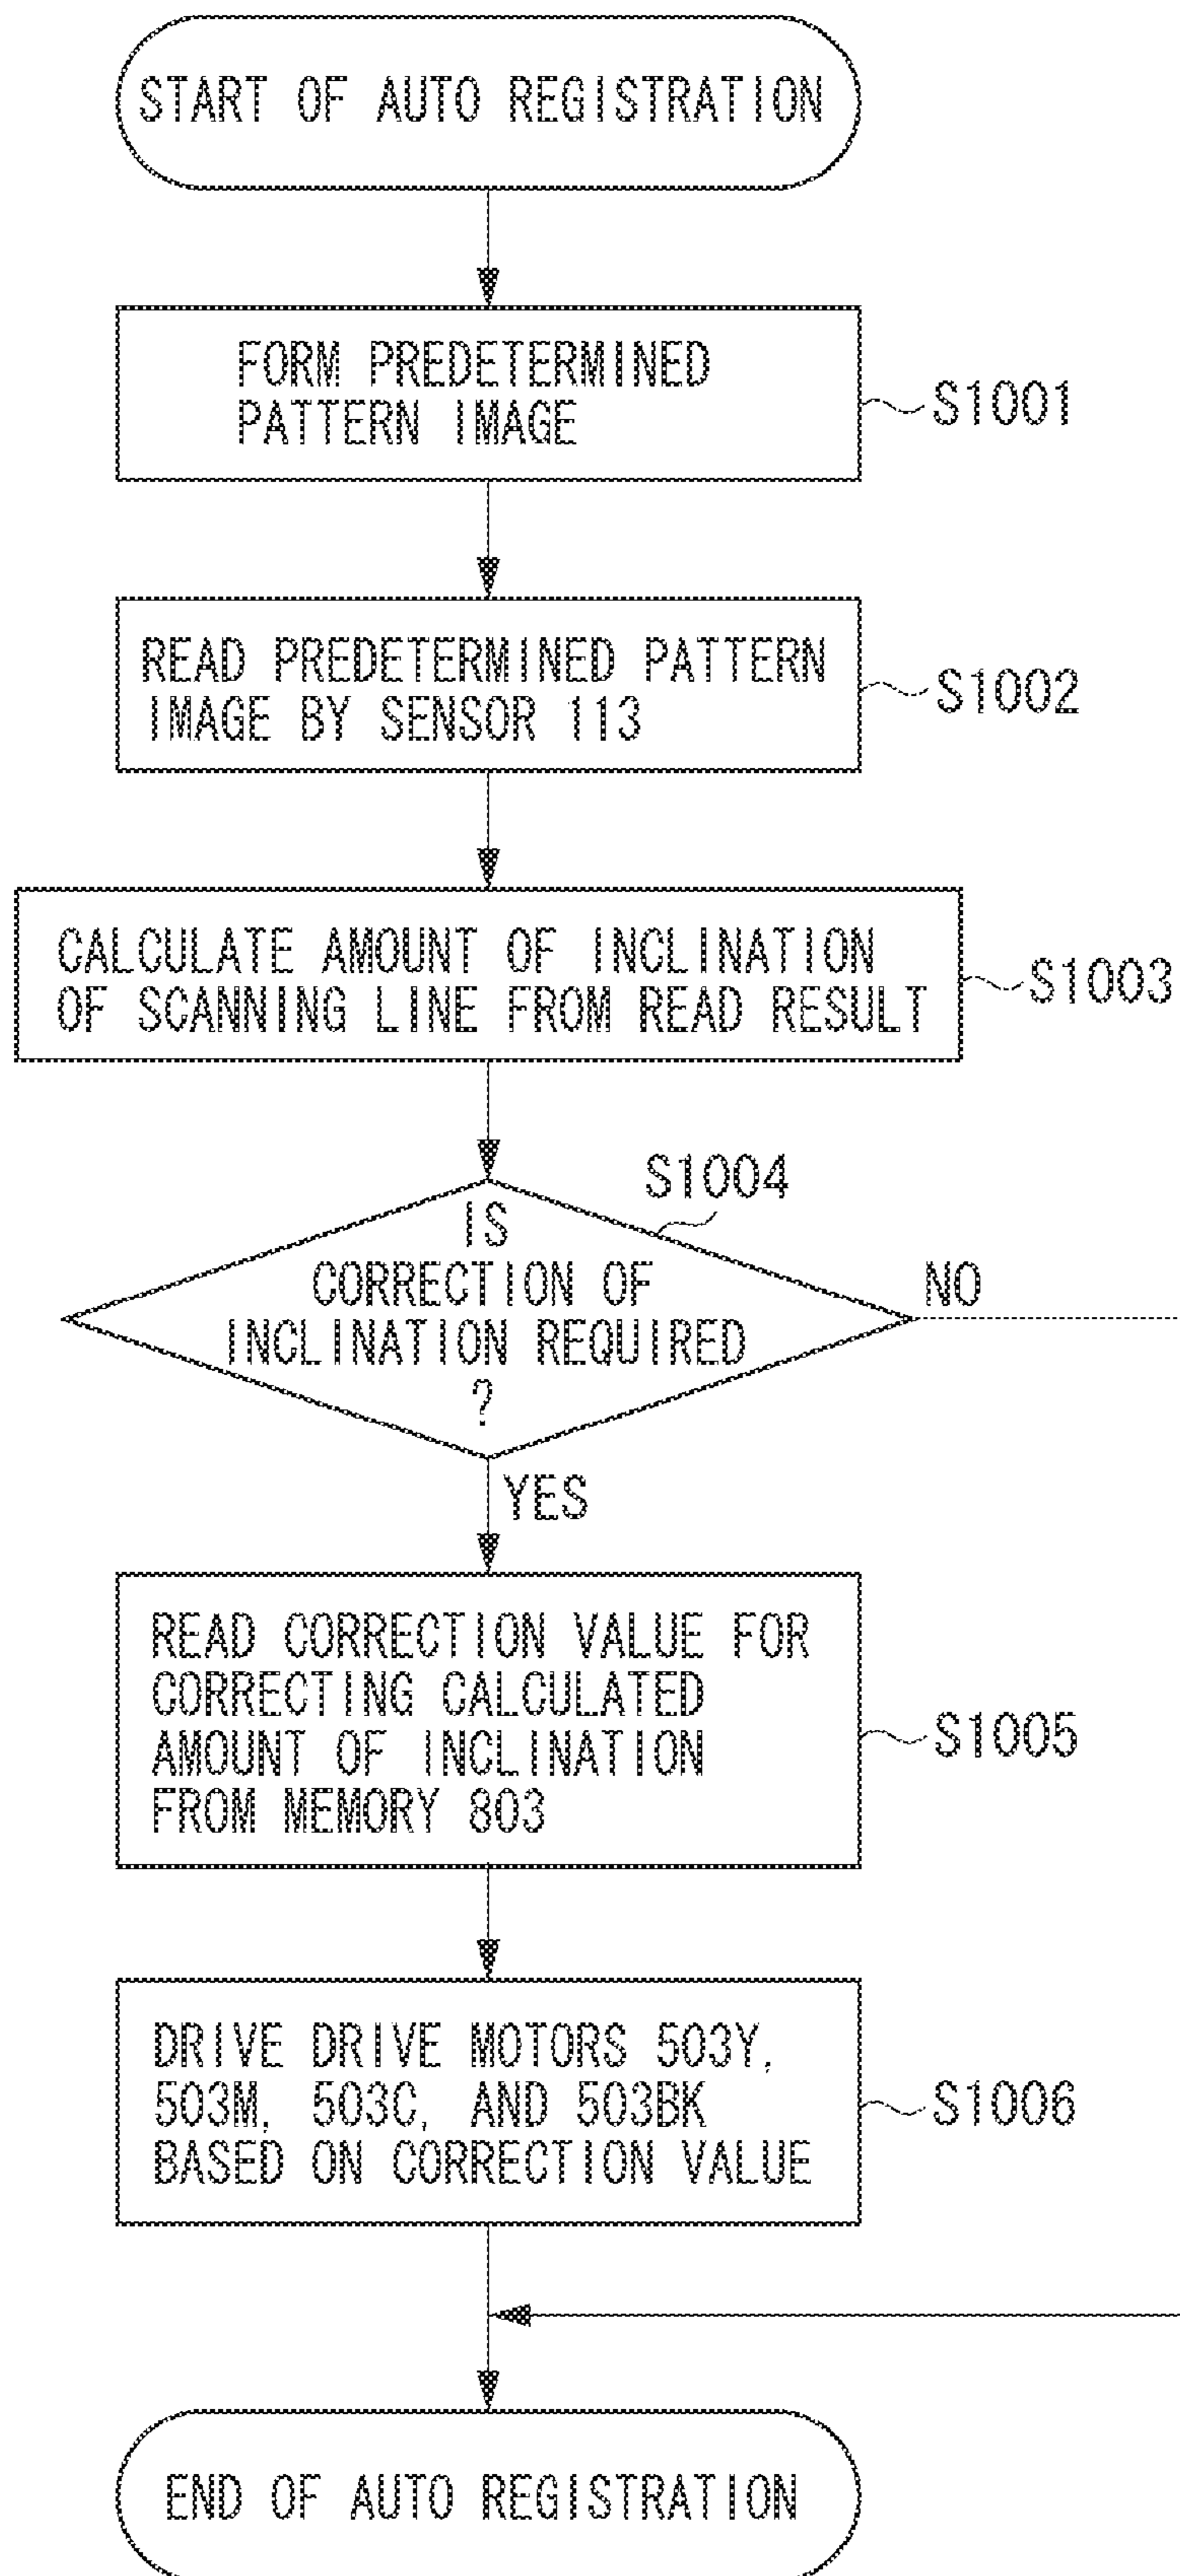 START OF AUTO REGISTRATION
FORM PREDETERMINED
PATTERN IMAGE
S1001
READ PREDETERMINED PATTERN
IMAGE BY SENSOR 113
S1002
CALCULATE AMOUNT OF INCLINATION
OF SCANNING LINE FROM READ RESULT
S1003
S1004
IS
CORRECTION OF
INCLINATION REQUIRED
?
NO
YES
READ CORRECTION VALUE FOR
CORRECTING CALCULATED
AMOUNT OF INCLINATION
FROM MEMORY 803
S1005
DRIVE DRIVE MOTORS 503Y,
503M, 503C, AND 503BK
BASED ON CORRECTION VALUE
S1006
END OF AUTO REGISTRATION